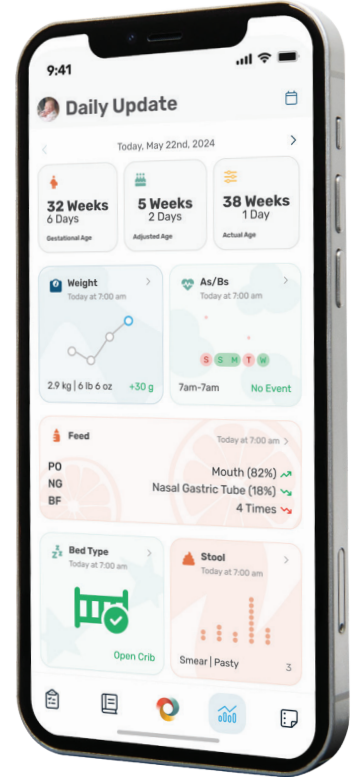 9:41
Daily Update
Today, May 22nd, 2024
32 Weeks
6 Days
Gestational Age
5 Weeks
2 Days
Adjusted Age
38 Weeks
1 Day
Actual Age
Weight
Today at 7:00 am
2.9 kg | 6 lb 6 oz
+30 g
As/Bs
Today at 7:00 am
S S M T W
7am-7am
No Event
Feed
Today at 7:00 am
PO
Mouth (82%)
NG
Nasal Gastric Tube (18%)
BF
4 Times
zzz
Bed Type
Today at 7:00 am
Open Crib
Stool
Today at 7:00 am
Smear | Pasty
3